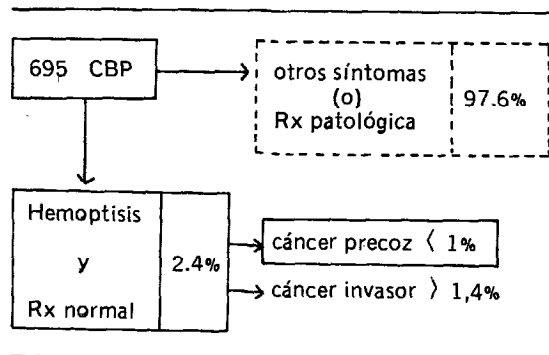 695 CBP
otros síntomas
(o)
Rx patológica
97.6%
Hemoptisis
y
Rx normal
2.4%
cáncer precoz < 1%
cáncer invasor > 1,4%